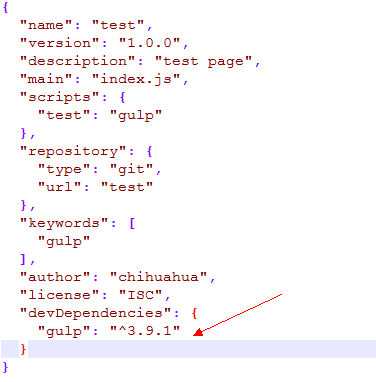 {
"name": "test",
"version": "1.0.0",
"description": "test page",
"main": "index.js",
"scripts": {
"test": "gulp"
},
"repository": {
"type": "git",
"url": "test"
},
"keywords": [
"gulp"
],
"author": "chihuahua",
"license": "ISC",
"devDependencies": {
"gulp": "^3.9.1"
}
}